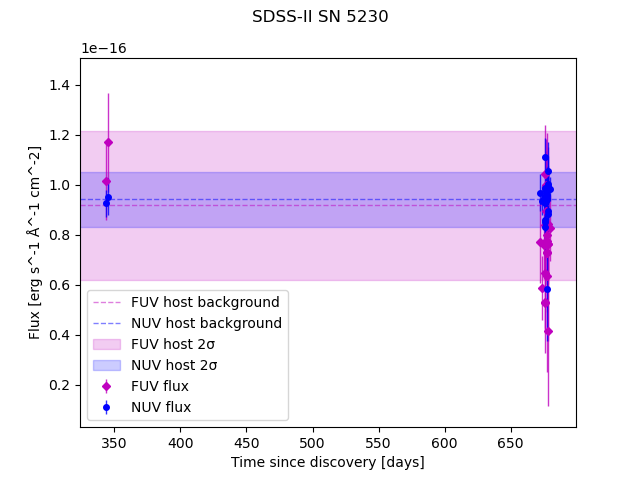 SDSS-II SN 5230
1e−16
1.4
1.2
1.0
0.8
0.6
0.4
0.2
Flux [erg s^-1 Å^-1 cm^-2]
FUV host background
NUV host background
FUV host 2σ
NUV host 2σ
FUV flux
NUV flux
350 400 450 500 550 600 650
Time since discovery [days]